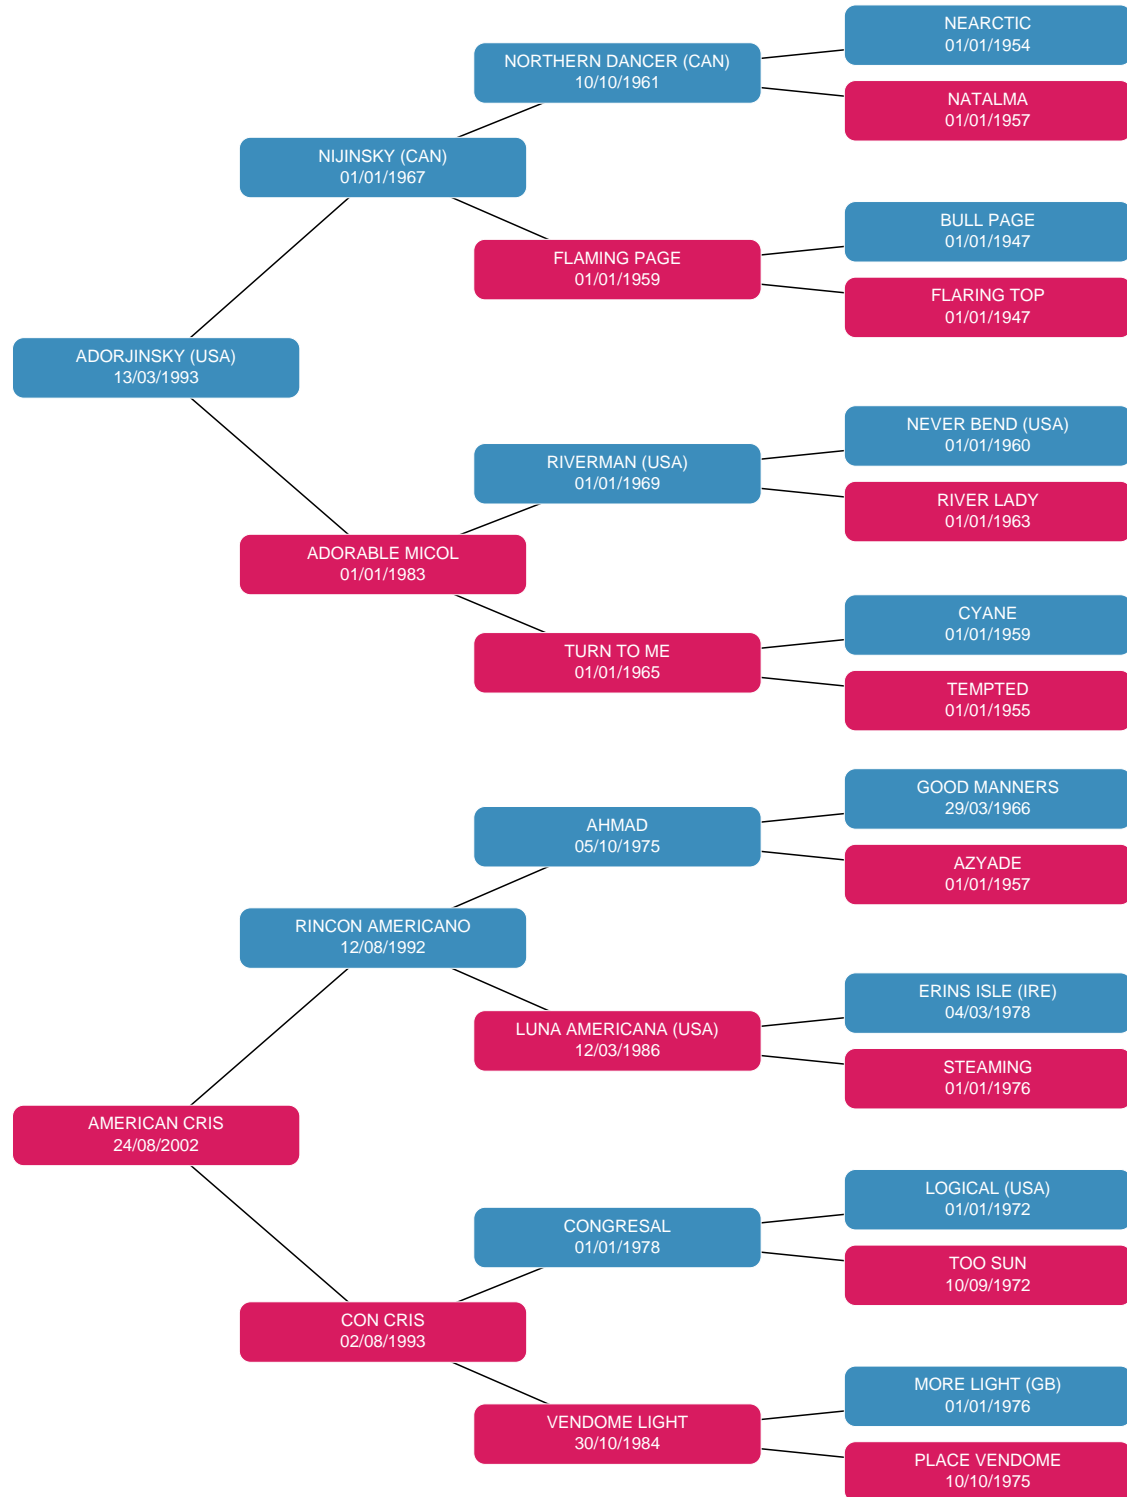 NEARCTIC
01/01/1954
NORTHERN DANCER (CAN)
10/10/1961
NATALMA
01/01/1957
NIJINSKY (CAN)
01/01/1967
BULL PAGE
01/01/1947
FLAMING PAGE
01/01/1959
FLARING TOP
01/01/1947
ADORJINSKY (USA)
13/03/1993
NEVER BEND (USA)
01/01/1960
RIVERMAN (USA)
01/01/1969
RIVER LADY
01/01/1963
ADORABLE MICOL
01/01/1983
CYANE
01/01/1959
TURN TO ME
01/01/1965
TEMPTED
01/01/1955
GOOD MANNERS
29/03/1966
AHMAD
05/10/1975
AZYADE
01/01/1957
RINCON AMERICANO
12/08/1992
ERINS ISLE (IRE)
04/03/1978
LUNA AMERICANA (USA)
12/03/1986
STEAMING
01/01/1976
AMERICAN CRIS
24/08/2002
LOGICAL (USA)
01/01/1972
CONGRESAL
01/01/1978
TOO SUN
10/09/1972
CON CRIS
02/08/1993
MORE LIGHT (GB)
01/01/1976
VENDOME LIGHT
30/10/1984
PLACE VENDOME
10/10/1975